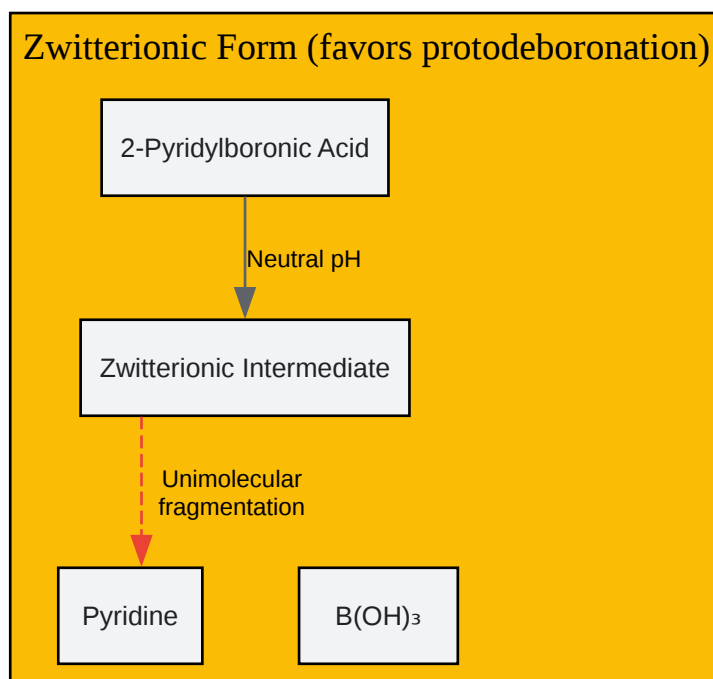 Zwitterionic Form (favors protodeboronation)
2-Pyridylboronic Acid
Neutral pH
Zwitterionic Intermediate
Unimolecular
fragmentation
Pyridine
B(OH)₃